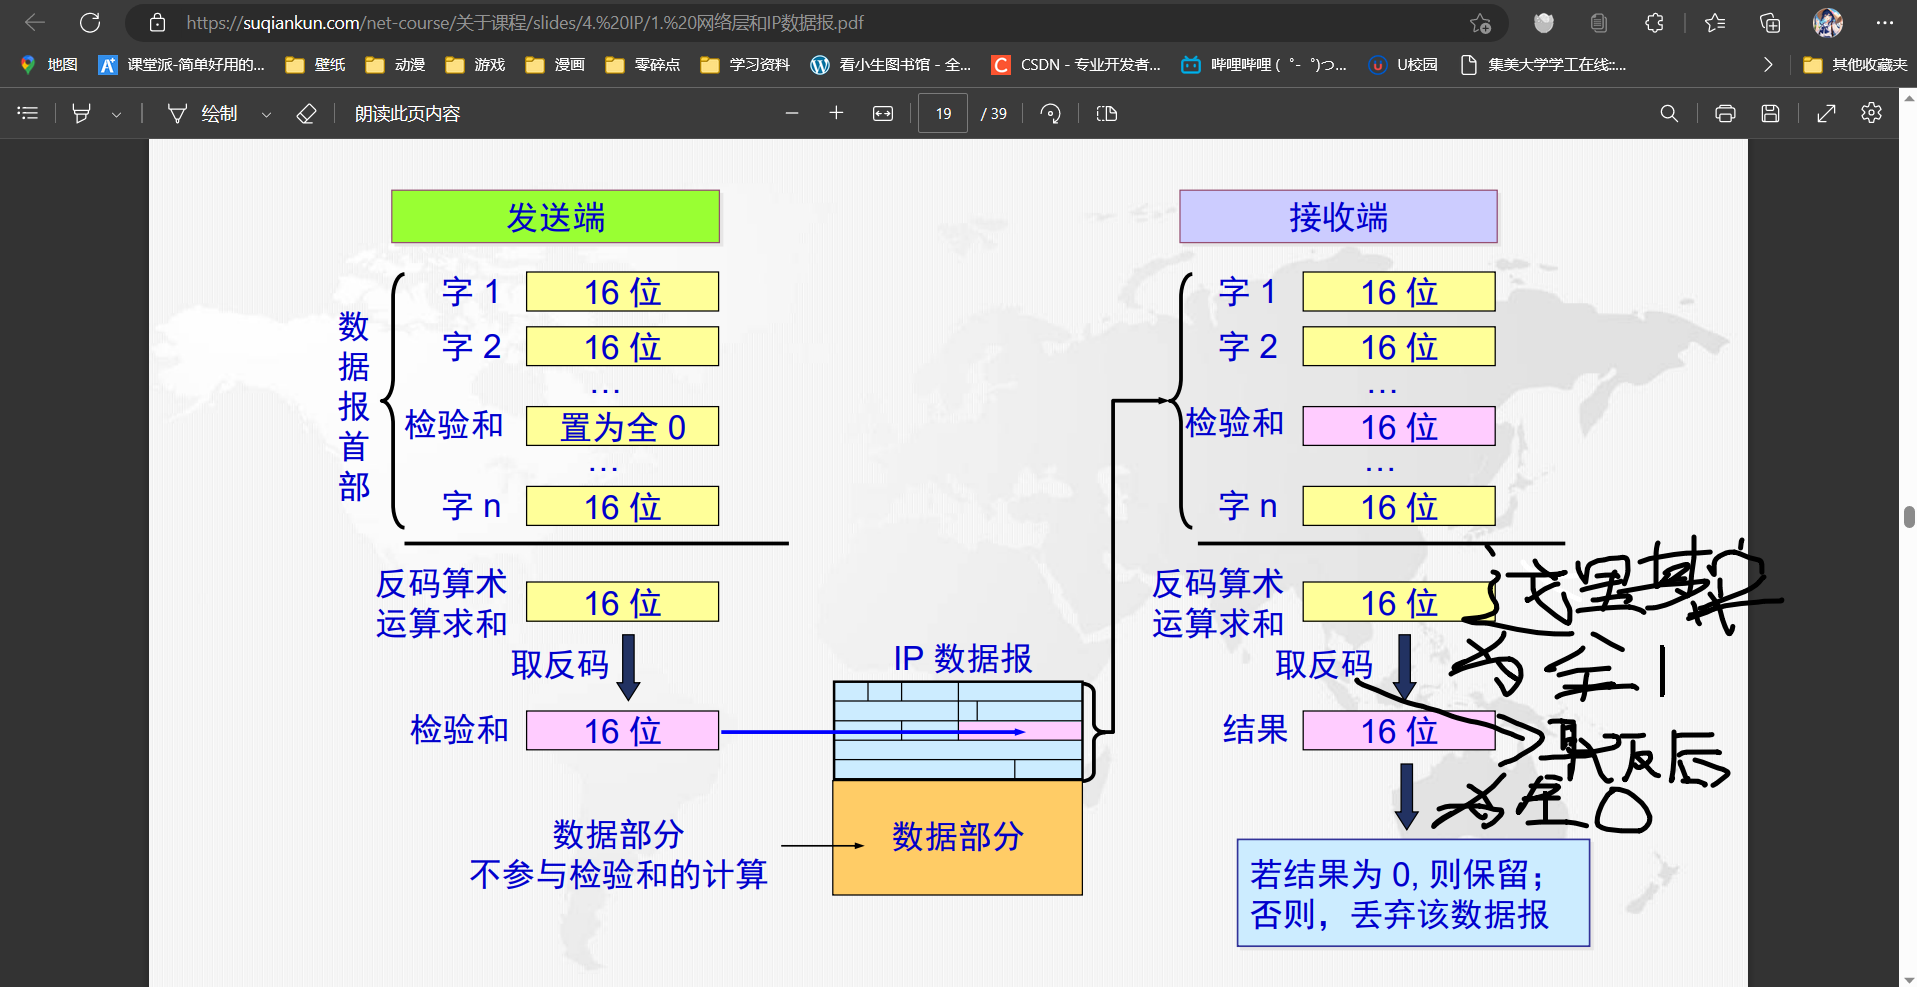 https://suqiankun.com/net-course/关于课程/slides/4.%20IP/1.%20网络层和IP数据报.pdf
地图 课堂派-简单好用的... 壁纸 动漫 游戏 漫画 零碎点 学习资料 看小生图书馆 - 全... CSDN - 专业开发者... 哔哩哔哩 (゜-゜)つ... U校园 集美大学学工在线::... 其他收藏夹
绘制 朗读此页内容 19 / 39
发送端
数据报首部
字 1 16 位
字 2 16 位
...
检验和 置为全 0
...
字 n 16 位
反码算术
运算求和 16 位
取反码
检验和 16 位
数据部分
不参与检验和的计算
IP 数据报
数据部分
接收端
字 1 16 位
字 2 16 位
...
检验和 16 位
...
字 n 16 位
反码算术
运算求和 16 位
取反码
结果 16 位
若结果为 0, 则保留；
否则，丢弃该数据报
这里
为全1
取反后
为全0